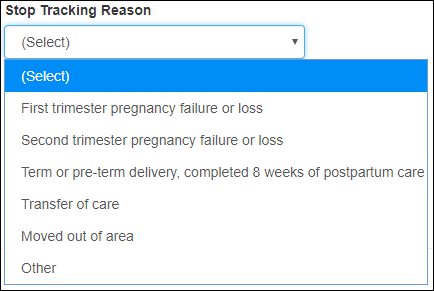 Stop Tracking Reason
(Select)
(Select)
First trimester pregnancy failure or loss
Second trimester pregnancy failure or loss
Term or pre-term delivery, completed 8 weeks of postpartum care
Transfer of care
Moved out of area
Other